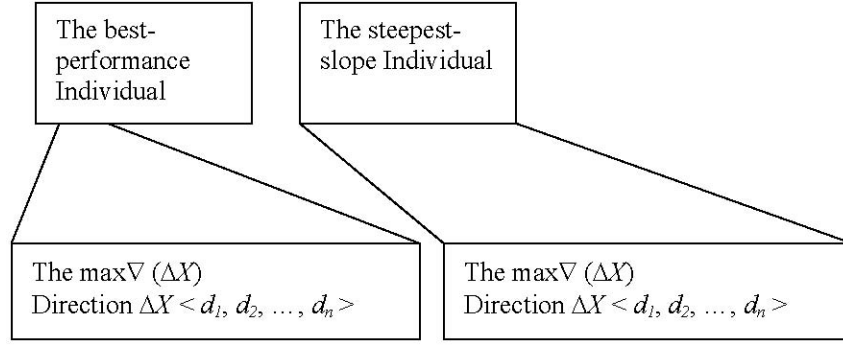 The best-
performance
Individual
The steepest-
slope Individual
The max∇ (ΔX)
Direction ΔX < d₁, d₂, …, dₙ >
The max∇ (ΔX)
Direction ΔX < d₁, d₂, …, dₙ >